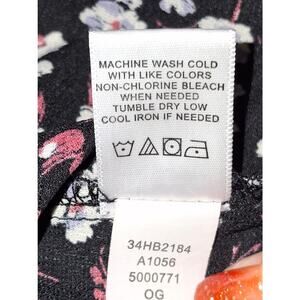 MACHINE WASH COLD
WITH LIKE COLORS
NON-CHLORINE BLEACH
WHEN NEEDED
TUMBLE DRY LOW
COOL IRON IF NEEDED
34HB2184
A1056
5000771
OG